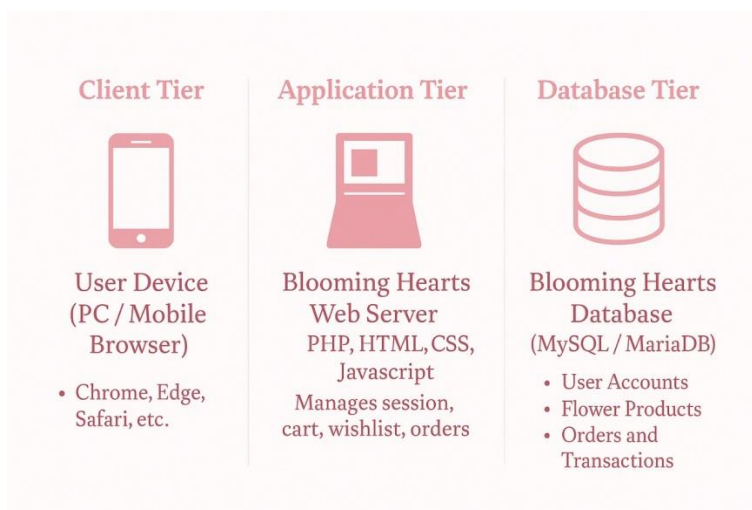 Client Tier
User Device
(PC / Mobile
Browser)
• Chrome, Edge,
Safari, etc.
Application Tier
Blooming Hearts
Web Server
PHP, HTML, CSS,
Javascript
Manages session,
cart, wishlist, orders
Database Tier
Blooming Hearts
Database
(MySQL / MariaDB)
• User Accounts
• Flower Products
• Orders and
Transactions